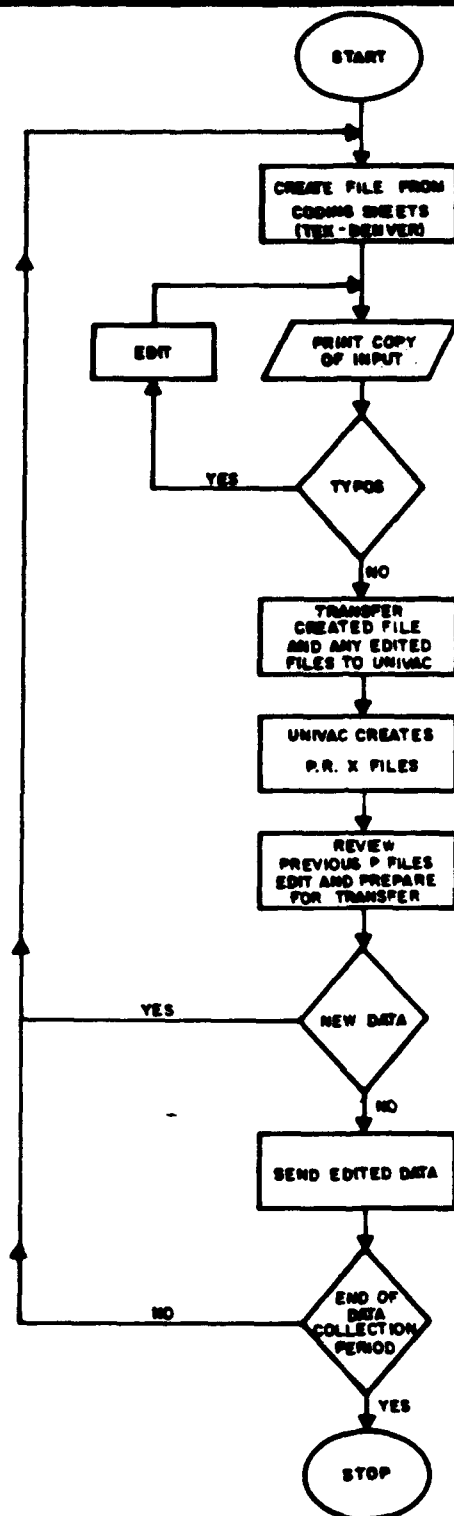 START
CREATE FILE FROM
CODING SHEETS
(TEK-DENVER)
EDIT
PRINT COPY
OF INPUT
YES
TYPOS
NO
TRANSFER
CREATED FILE
AND ANY EDITED
FILES TO UNIVAC
UNIVAC CREATES
P.R. X FILES
REVIEW
PREVIOUS P FILES
EDIT AND PREPARE
FOR TRANSFER
YES
NEW DATA
NO
SEND EDITED DATA
NO
END OF
DATA
COLLECTION
PERIOD
YES
STOP